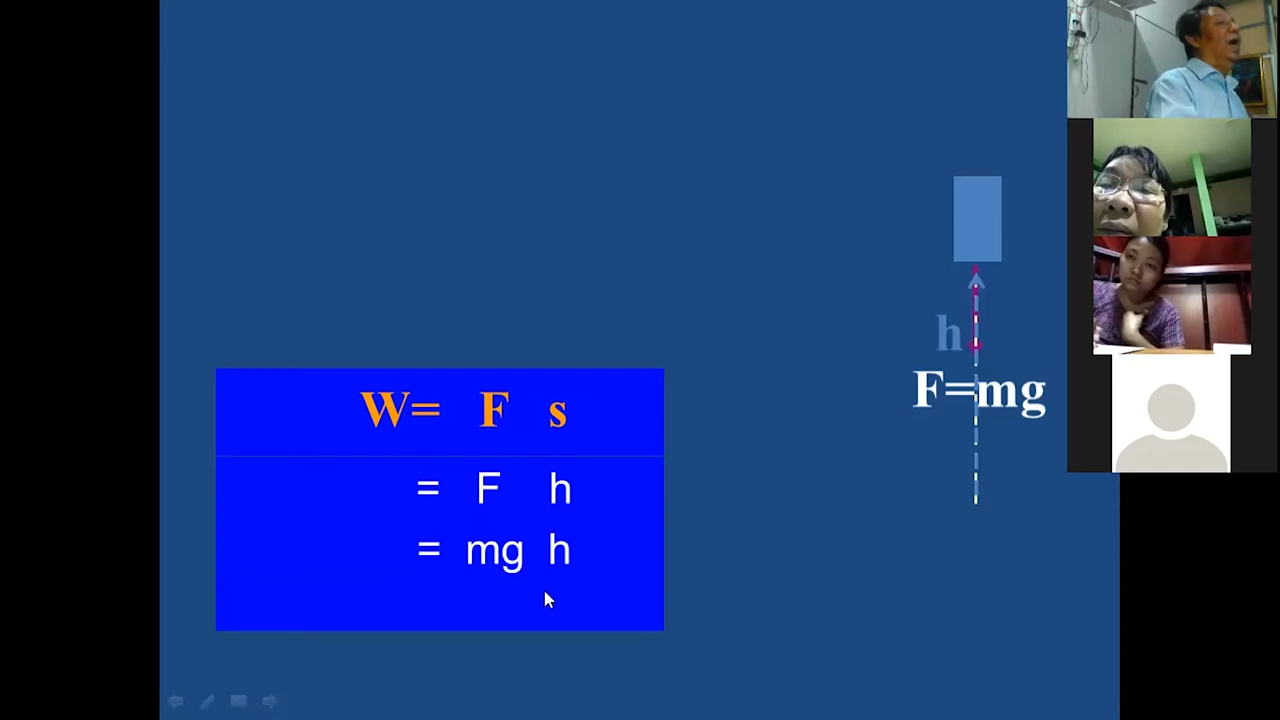 h
F=mg
W= F s
= F h
= mg h